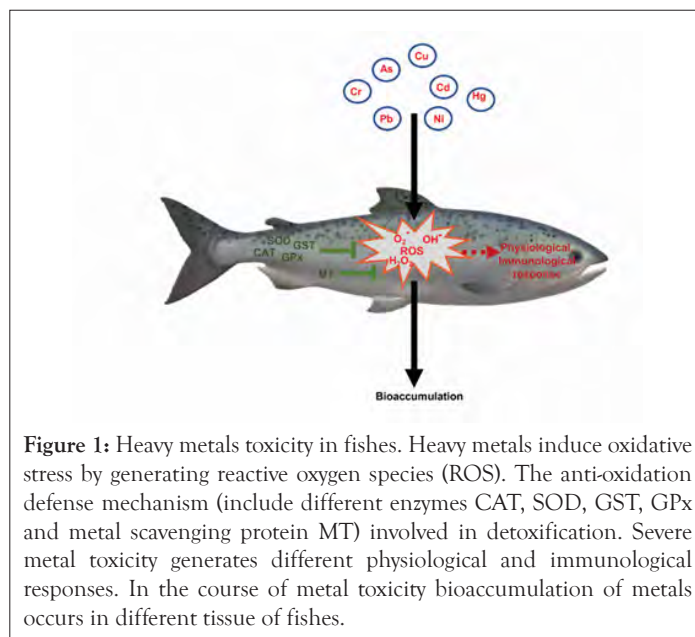 Cu
As
Cr
Cd
Hg
Pb
Ni
SOD GST
CAT GPx
MT
O₂⁻ OH⁻
ROS
H₂O₂
Physiological
Immunological
response
Bioaccumulation
Figure 1: Heavy metals toxicity in fishes. Heavy metals induce oxidative
stress by generating reactive oxygen species (ROS). The anti-oxidation
defense mechanism (include different enzymes CAT, SOD, GST, GPx
and metal scavenging protein MT) involved in detoxification. Severe
metal toxicity generates different physiological and immunological
responses. In the course of metal toxicity bioaccumulation of metals
occurs in different tissue of fishes.